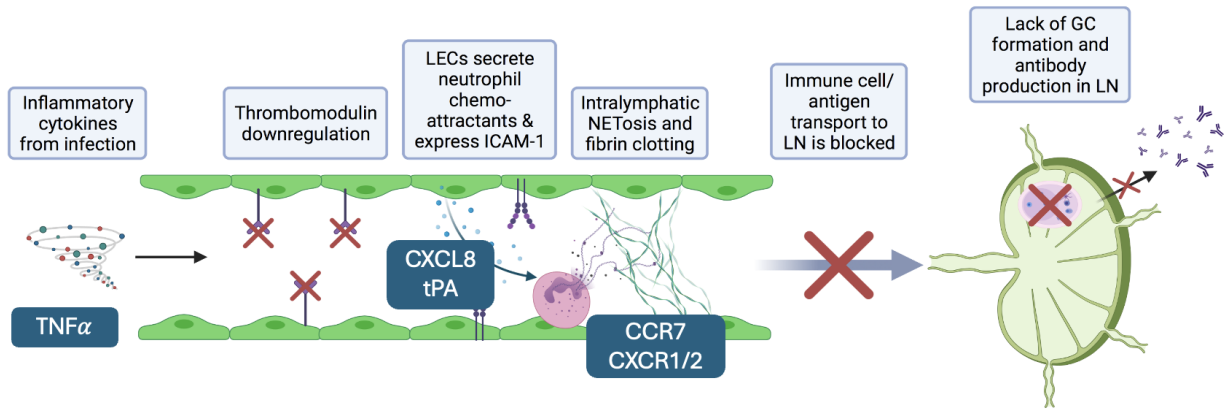 Inflammatory
cytokines
from infection
Thrombomodulin
downregulation
LECs secrete
neutrophil
chemo-
attractants &
express ICAM-1
Intralymphatic
NETosis and
fibrin clotting
Immune cell/
antigen
transport to
LN is blocked
Lack of GC
formation and
antibody
production in LN
TNFα
CXCL8
tPA
CCR7
CXCR1/2